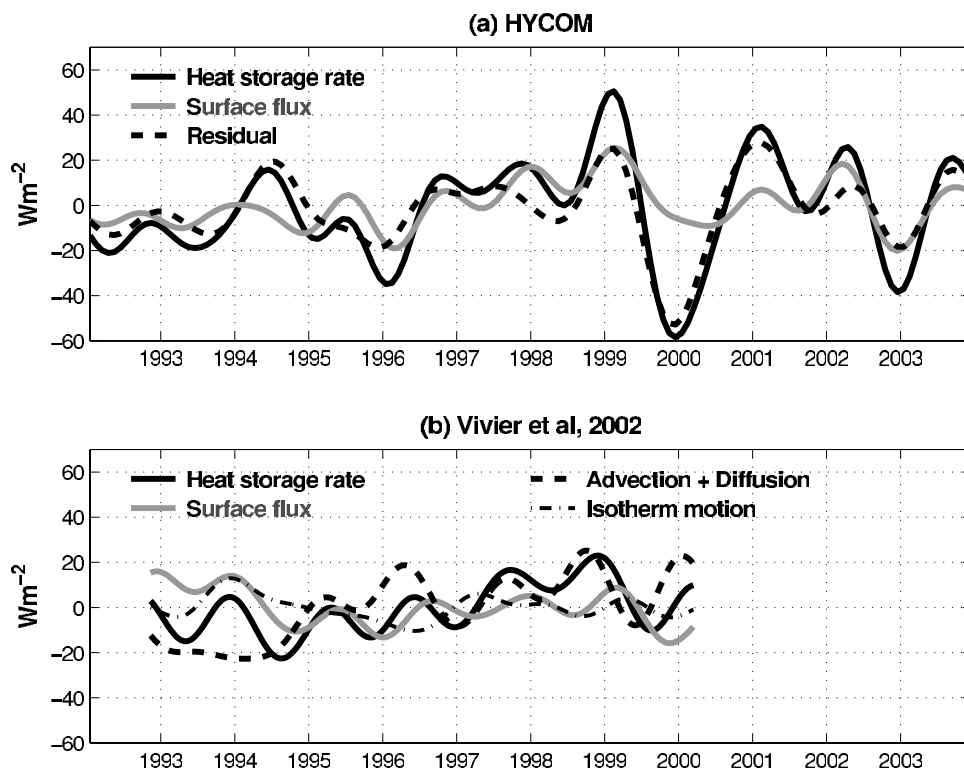 (a) HYCOM
Heat storage rate
Surface flux
Residual
Wm−2
60
40
20
0
−20
−40
−60
1993 1994 1995 1996 1997 1998 1999 2000 2001 2002 2003
(b) Vivier et al, 2002
Heat storage rate
Surface flux
Advection + Diffusion
Isotherm motion
Wm−2
60
40
20
0
−20
−40
−60
1993 1994 1995 1996 1997 1998 1999 2000 2001 2002 2003